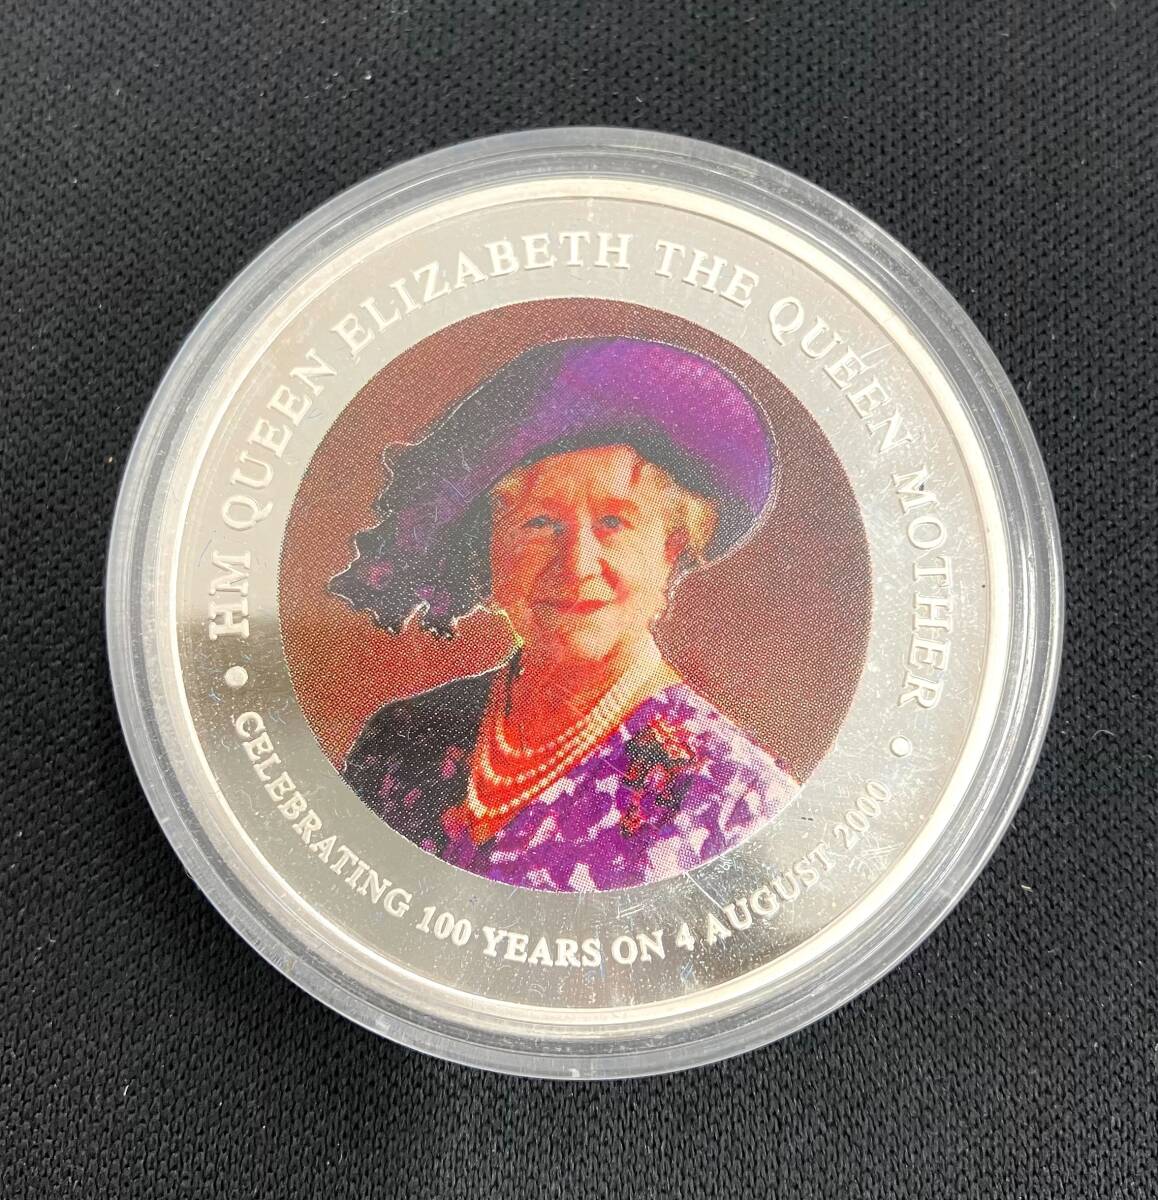 HM QUEEN ELIZABETH THE QUEEN MOTHER
CELEBRATING 100 YEARS ON 4 AUGUST 2000